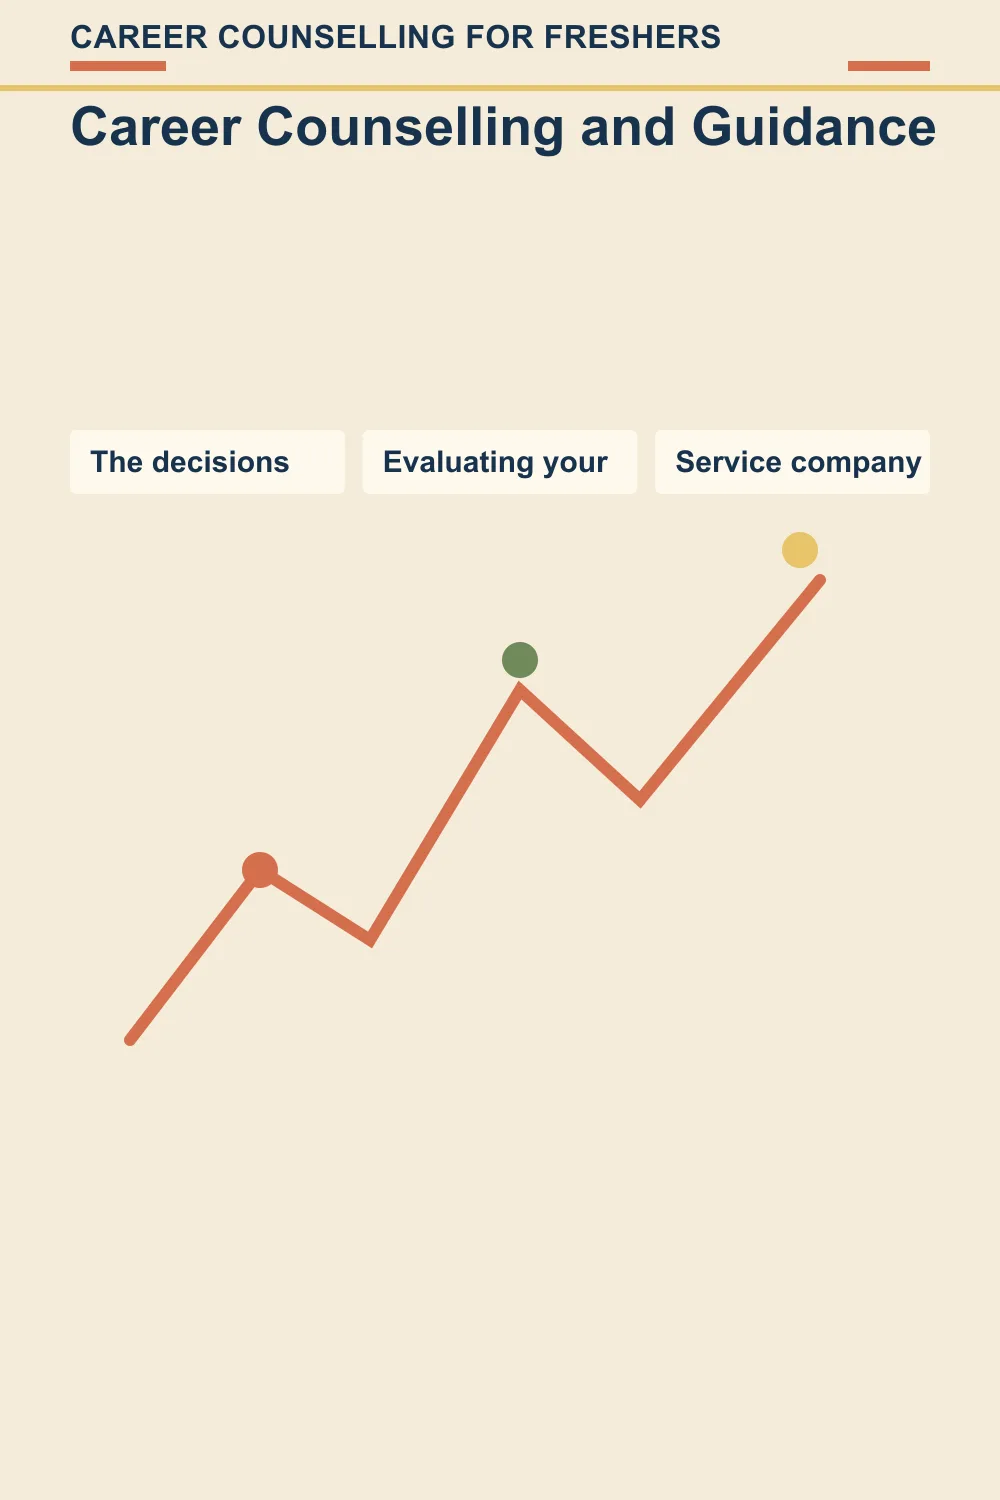 CAREER COUNSELLING FOR FRESHERS
Career Counselling and Guidance
The decisions
Evaluating your
Service company